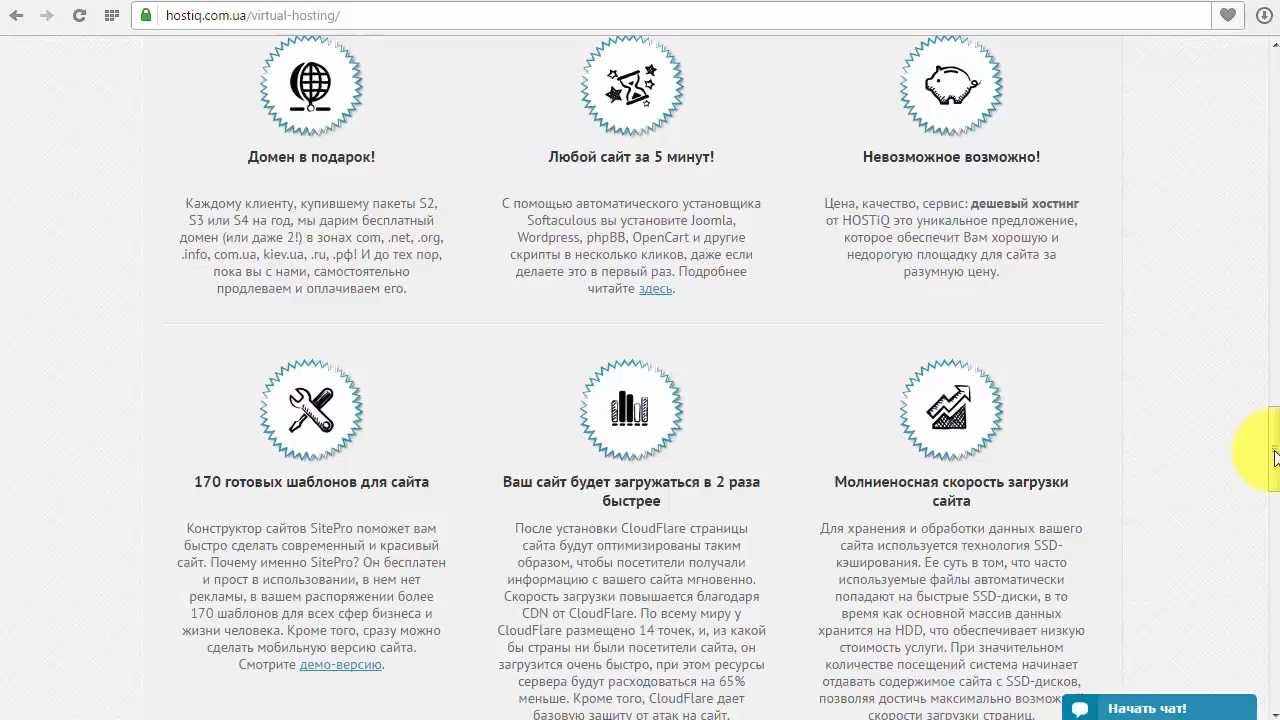 hostiq.com.ua/virtual-hosting/
Домен в подарок!
Каждому клиенту, купившему пакеты S2,
S3 или S4 на год, мы дарим бесплатный
домен (или даже 2!) в зонах com, .net, .org,
.info, com.ua, kiev.ua, .ru, .рф! И до тех пор,
пока вы с нами, самостоятельно
продлеваем и оплачиваем его.
Любой сайт за 5 минут!
С помощью автоматического установщика
Softaculous вы установите Joomla,
Wordpress, phpBB, OpenCart и другие
скрипты в несколько кликов, даже если
делаете это в первый раз. Подробнее
читайте здесь.
Невозможное возможно!
Цена, качество, сервис: дешевый хостинг
от HOSTiQ это уникальное предложение,
которое обеспечит Вам хорошую и
недорогую площадку для сайта за
разумную цену.
170 готовых шаблонов для сайта
Конструктор сайтов SitePro поможет вам
быстро сделать современный и красивый
сайт. Почему именно SitePro? Он бесплатен
и прост в использовании, в нем нет
рекламы, в вашем распоряжении более
170 шаблонов для всех сфер бизнеса и
жизни человека. Кроме того, сразу можно
сделать мобильную версию сайта.
Смотрите демо-версию.
Ваш сайт будет загружаться в 2 раза
быстрее
После установки CloudFlare страницы
сайта будут оптимизированы таким
образом, чтобы посетители получали
информацию с вашего сайта мгновенно.
Скорость загрузки повышается благодаря
CDN от CloudFlare. По всему миру у
CloudFlare размещено 14 точек, и, из какой
бы страны ни были посетители сайта, он
загрузится очень быстро, при этом ресурсы
сервера будут расходоваться на 65%
меньше. Кроме того, CloudFlare дает
базовую защиту от атак на сайт.
Молниеносная скорость загрузки
сайта
Для хранения и обработки данных вашего
сайта используется технология SSD-
кэширования. Ее суть в том, что часто
используемые файлы автоматически
попадают на быстрые SSD-диски, в то
время как основной массив данных
хранится на HDD, что обеспечивает низкую
стоимость услуги. При значительном
количестве посещений система начинает
отдавать содержимое сайта с SSD-дисков,
позволяя достичь максимально
скорости загрузки страниц.
Начать чат!